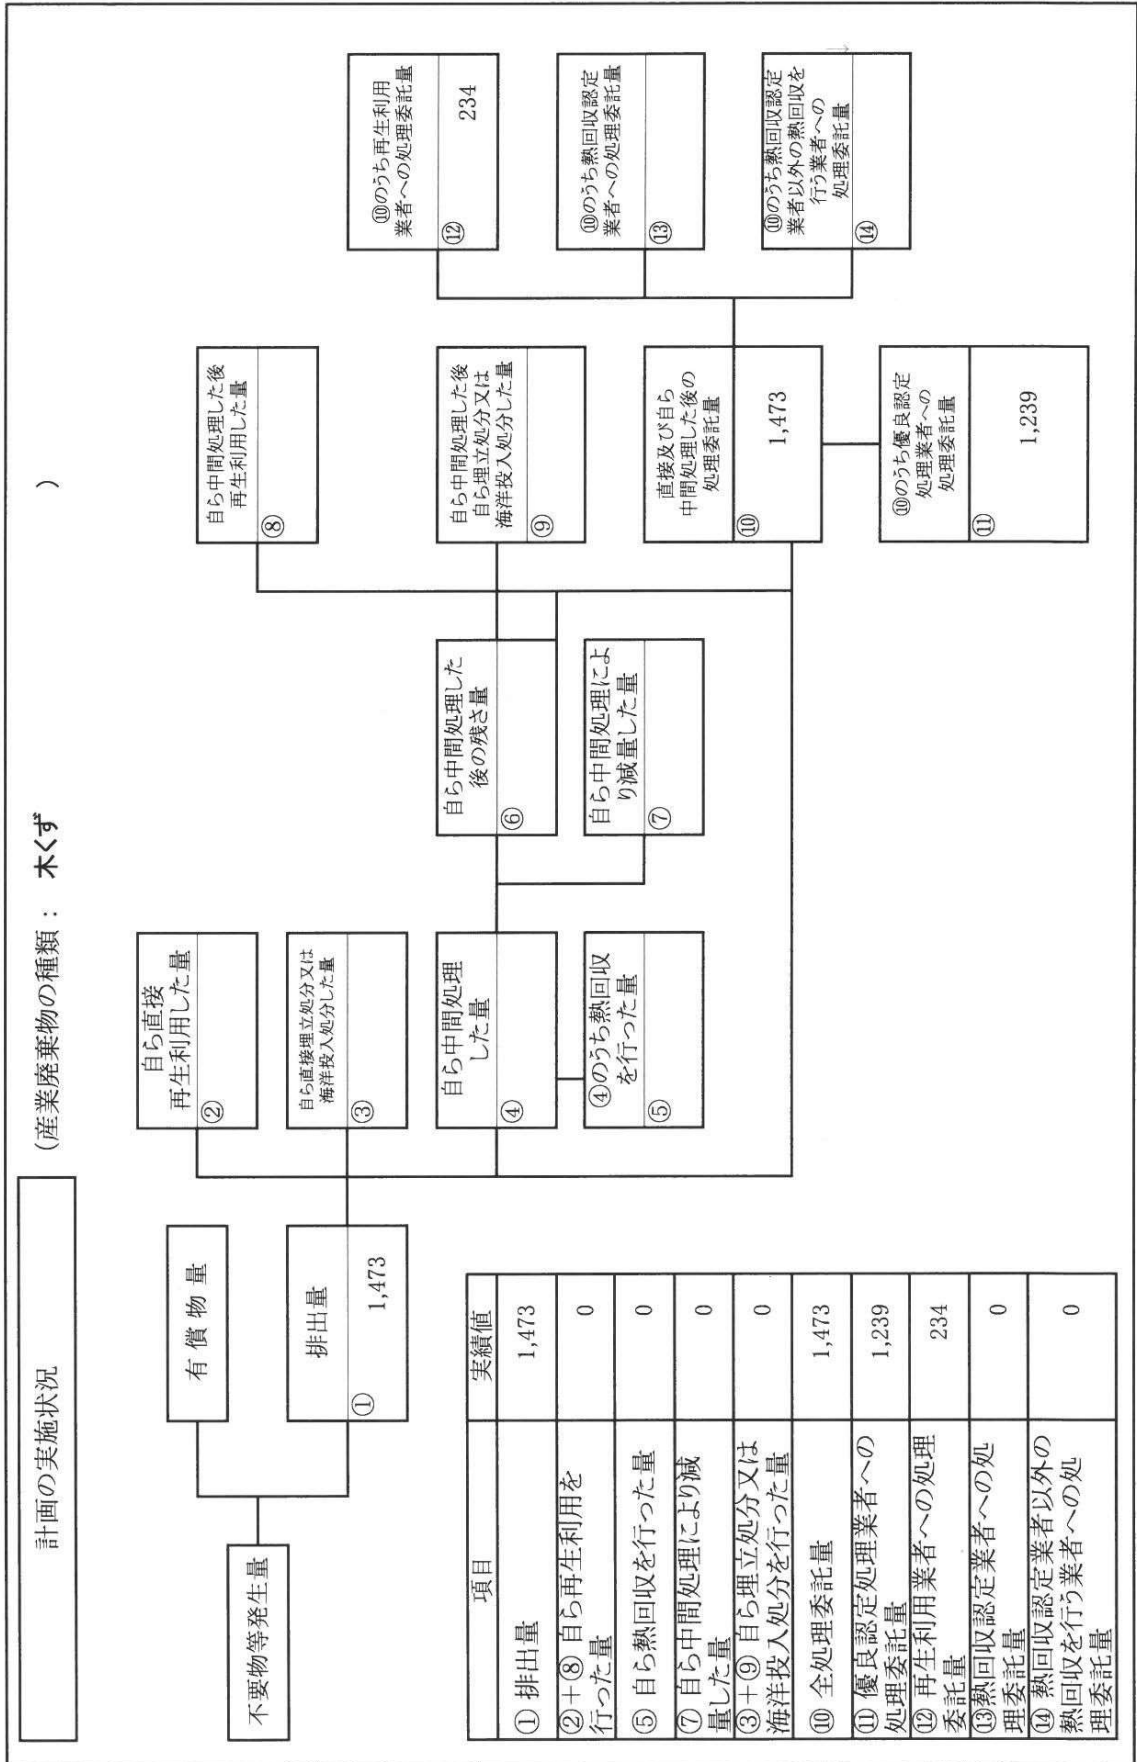 計画の実施状況
(産業廃棄物の種類： 木くず )
不要物等発生量
有 償 物 量
排出量
①
1,473
自ら直接
再生利用した量
②
自ら直接埋立処分又は
海洋投入処分した量
③
自ら中間処理
した量
④
④のうち熱回収
を行った量
⑤
自ら中間処理した
後の残さ量
⑥
自ら中間処理によ
り減量した量
⑦
自ら中間処理した後
再生利用した量
⑧
自ら中間処理した後
自ら埋立処分又は
海洋投入処分した量
⑨
直接及び自ら
中間処理した後の
処理委託量
⑩
1,473
⑩のうち優良認定
処理業者への
処理委託量
⑪
1,239
⑩のうち再生利用
業者への処理委託量
⑫
234
⑩のうち熱回収認定
業者への処理委託量
⑬
⑩のうち熱回収認定
業者以外の熱回収を
行う業者への
処理委託量
⑭
項目 実績値
① 排出量 1,473
②＋⑧ 自ら再生利用を
行った量 0
⑤ 自ら熱回収を行った量 0
⑦ 自ら中間処理により減
量した量 0
③＋⑨ 自ら埋立処分又は
海洋投入処分を行った量 0
⑩ 全処理委託量 1,473
⑪ 優良認定処理業者への
処理委託量 1,239
⑫ 再生利用業者への処理
委託量 234
⑬熱回収認定業者への処
理委託量 0
⑭ 熱回収認定業者以外の
熱回収を行う業者への処
理委託量 0